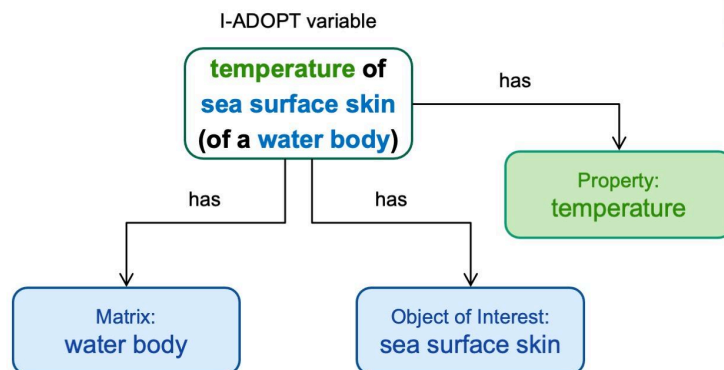 I-ADOPT variable
temperature of
sea surface skin
(of a water body)
has
Property:
temperature
has
has
Matrix:
water body
Object of Interest:
sea surface skin